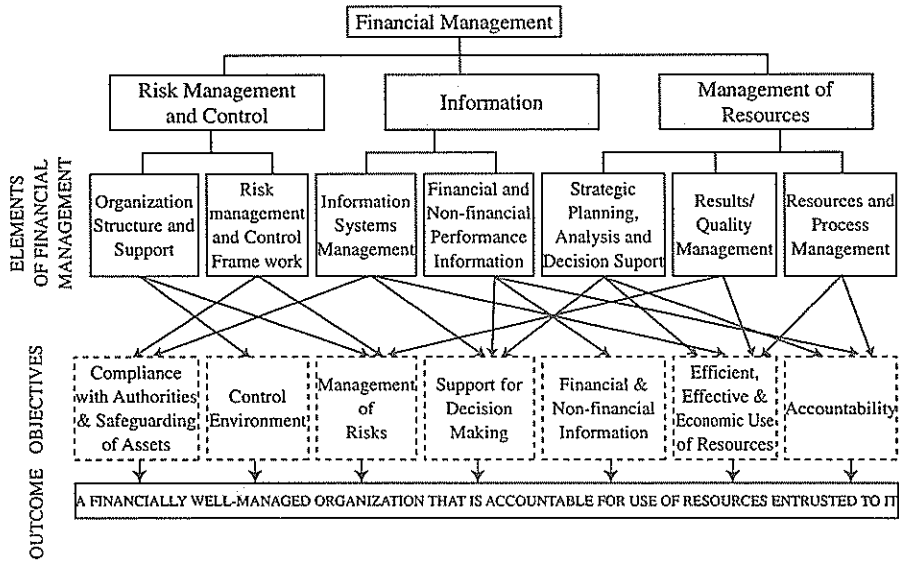 Financial Management
Risk Management
and Control
Information
Management of
Resources
ELEMENTS
OF FINANCIAL
MANAGEMENT
Organization
Structure and
Support
Risk
management
and Control
Frame work
Information
Systems
Management
Financial and
Non-financial
Performance
Information
Strategic
Planning,
Analysis and
Decision Suport
Results/
Quality
Management
Resources and
Process
Management
OBJECTIVES
Compliance
with Authorities
& Safeguarding
of Assets
Control
Environment
Management
of
Risks
Support for
Decision
Making
Financial &
Non-financial
Information
Efficient,
Effective &
Economic Use
of Resources
Accountability
OUTCOME
A FINANCIALLY WELL-MANAGED ORGANIZATION THAT IS ACCOUNTABLE FOR USE OF RESOURCES ENTRUSTED TO IT